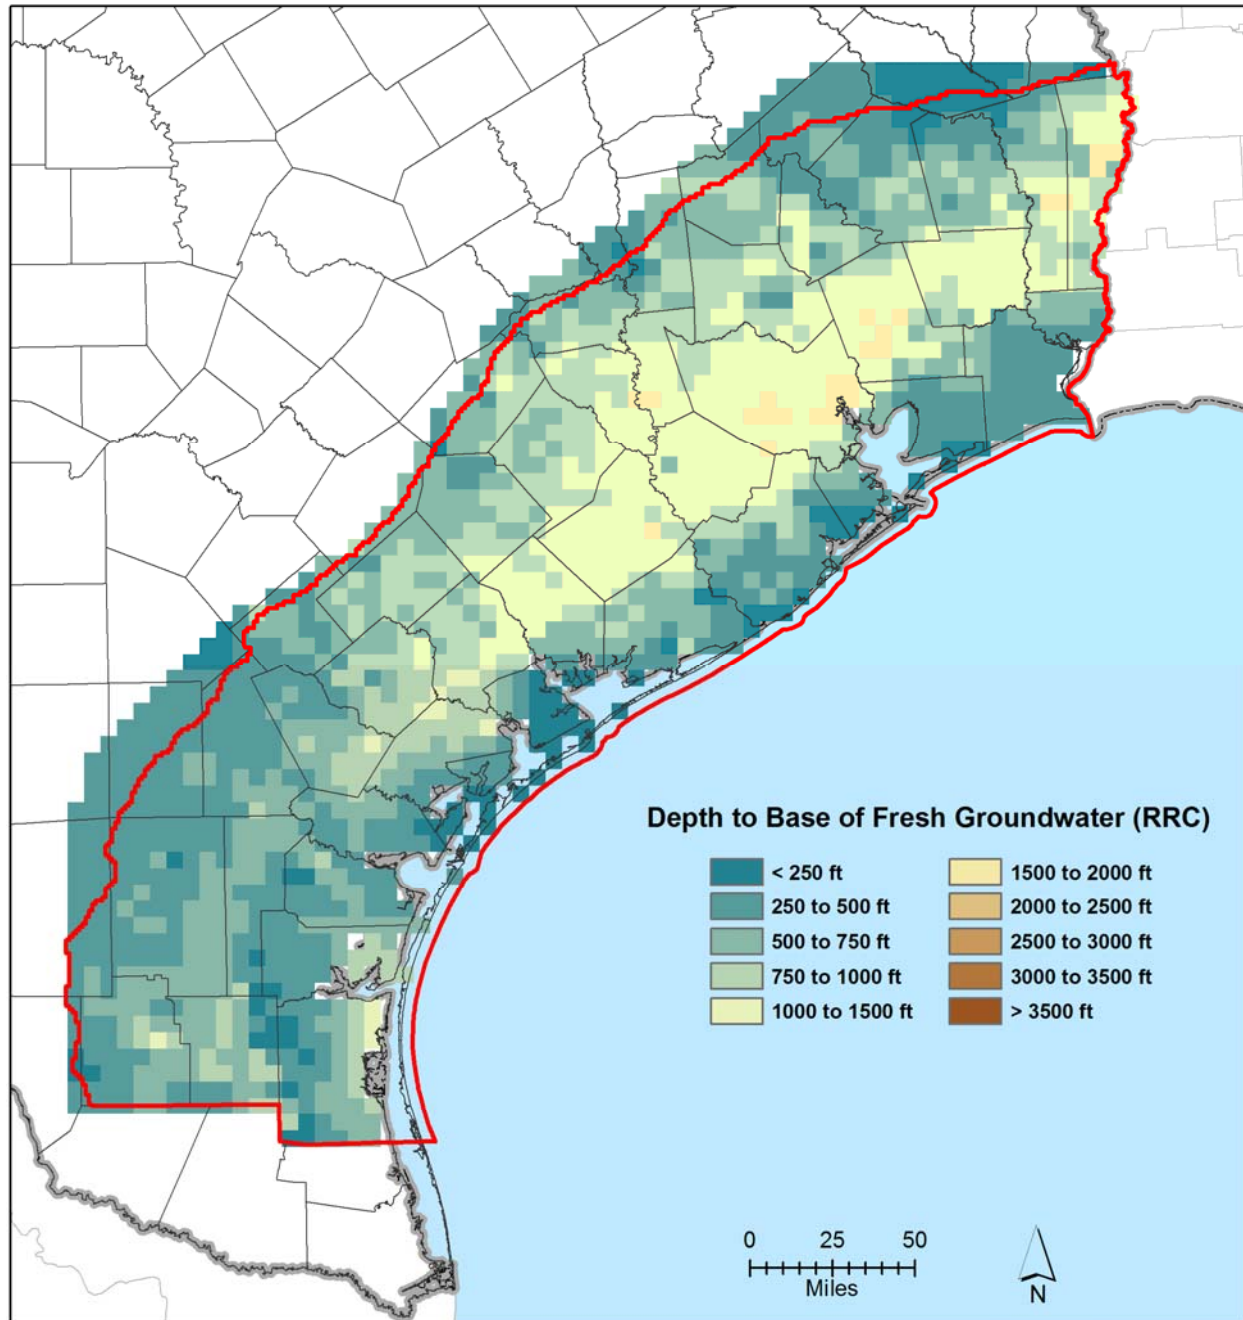 Depth to Base of Fresh Groundwater (RRC)
< 250 ft
250 to 500 ft
500 to 750 ft
750 to 1000 ft
1000 to 1500 ft
1500 to 2000 ft
2000 to 2500 ft
2500 to 3000 ft
3000 to 3500 ft
> 3500 ft
0 25 50
Miles
N